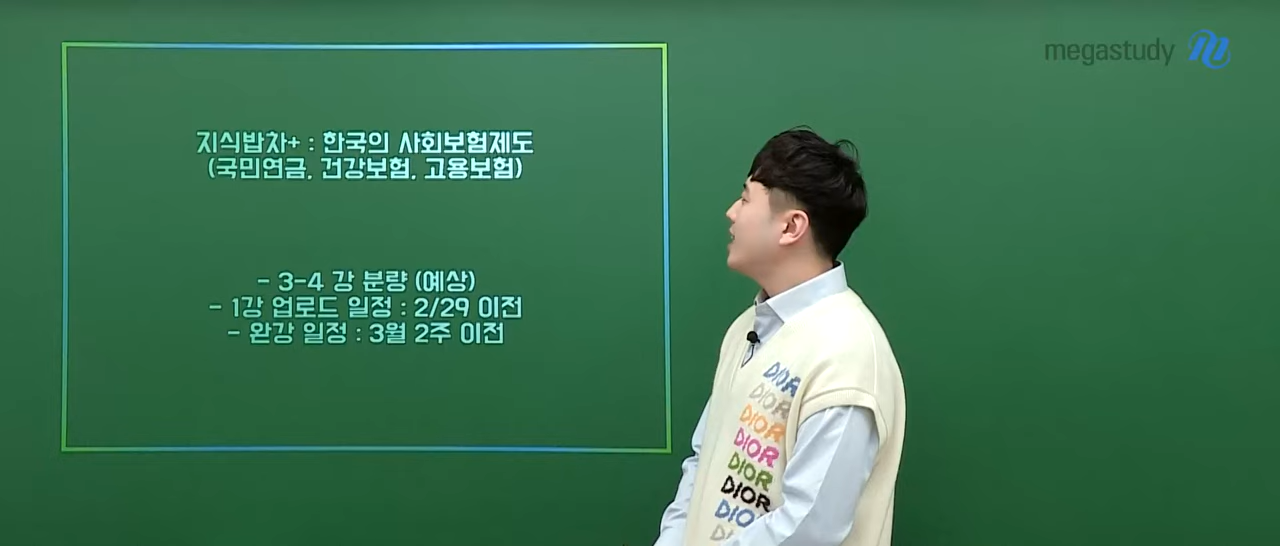 megastudy
지식밥차+ : 한국의 사회보험제도
(국민연금, 건강보험, 고용보험)
- 3-4 강 분량 (예상)
- 1강 업로드 일정 : 2/29 이전
- 완강 일정 : 3월 2주 이전
DIOR
DIOR
DIOR
DIOR
DIOR
DIOR
DIOR